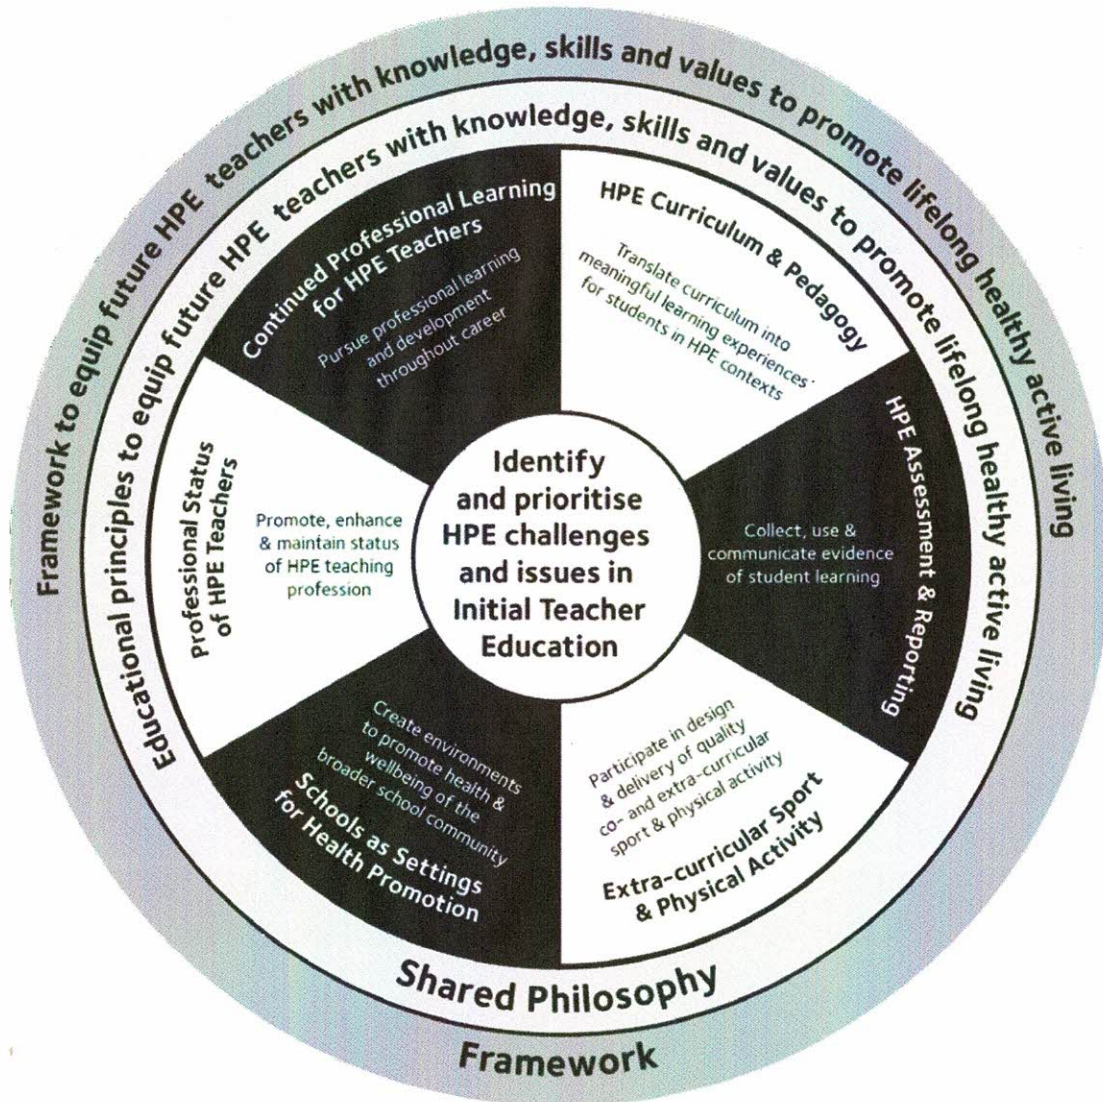 Framework to equip future HPE teachers with knowledge, skills and values to promote lifelong healthy active living
Educational principles to equip future HPE teachers with knowledge, skills and values to promote lifelong healthy active living
Continued Professional Learning
for HPE Teachers
Pursue professional learning
and development
throughout career
HPE Curriculum & Pedagogy
Translate curriculum into
meaningful learning experiences
for students in HPE contexts
HPE Assessment & Reporting
Collect, use &
communicate evidence
of student learning
Participate in design
& delivery of quality
co- and extra-curricular
sport & physical activity
Extra-curricular Sport
& Physical Activity
Create environments
to promote health &
wellbeing of the
broader school community
Schools as Settings
for Health Promotion
Professional Status
of HPE Teachers
Promote, enhance
& maintain status
of HPE teaching
profession
Identify
and prioritise
HPE challenges
and issues in
Initial Teacher
Education
Shared Philosophy
Framework